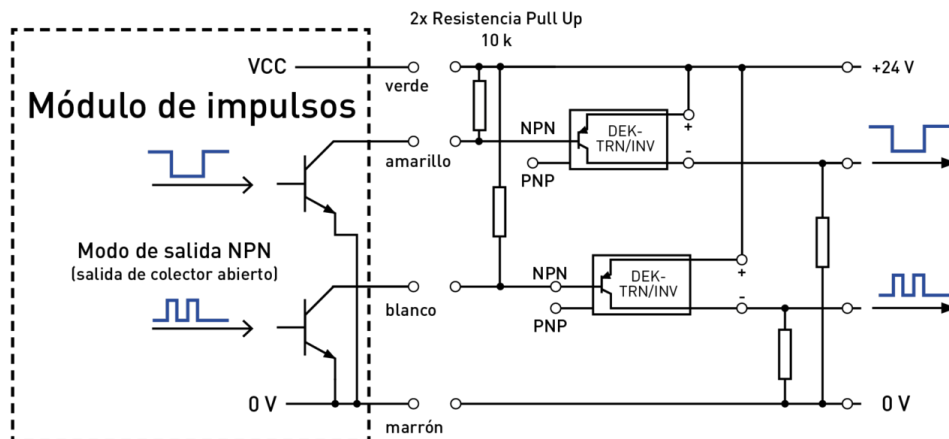 2x Resistencia Pull Up
10 k
VCC
verde
+24 V
Módulo de impulsos
NPN
DEK-
TRN/INV
+
-
amarillo
PNP
Modo de salida NPN
(salida de colector abierto)
NPN
DEK-
TRN/INV
+
-
blanco
PNP
0 V
marrón
0 V